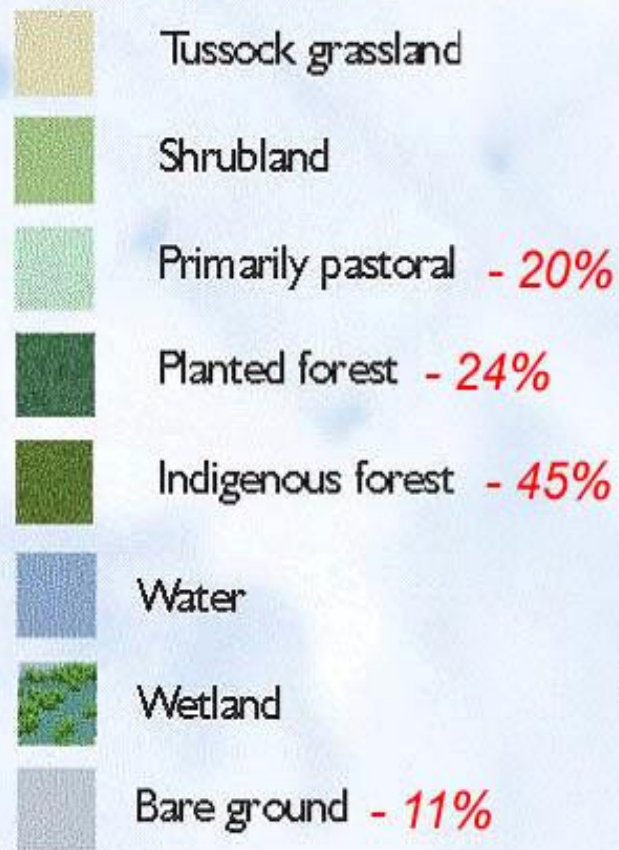 Tussock grassland
Shrubland
Primarily pastoral - 20%
Planted forest - 24%
Indigenous forest - 45%
Water
Wetland
Bare ground - 11%